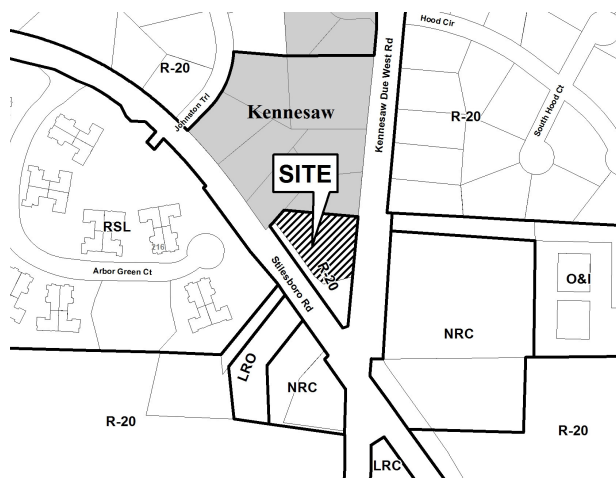 Hood Cir
R-20
Johnston Trl
Kennesaw
Kennesaw Due West Rd
R-20
South Hood Ct
SITE
RSL
216
Arbor Green Ct
Stilesboro Rd
R-20
O&I
NRC
LRO
NRC
R-20
R-20
LRC